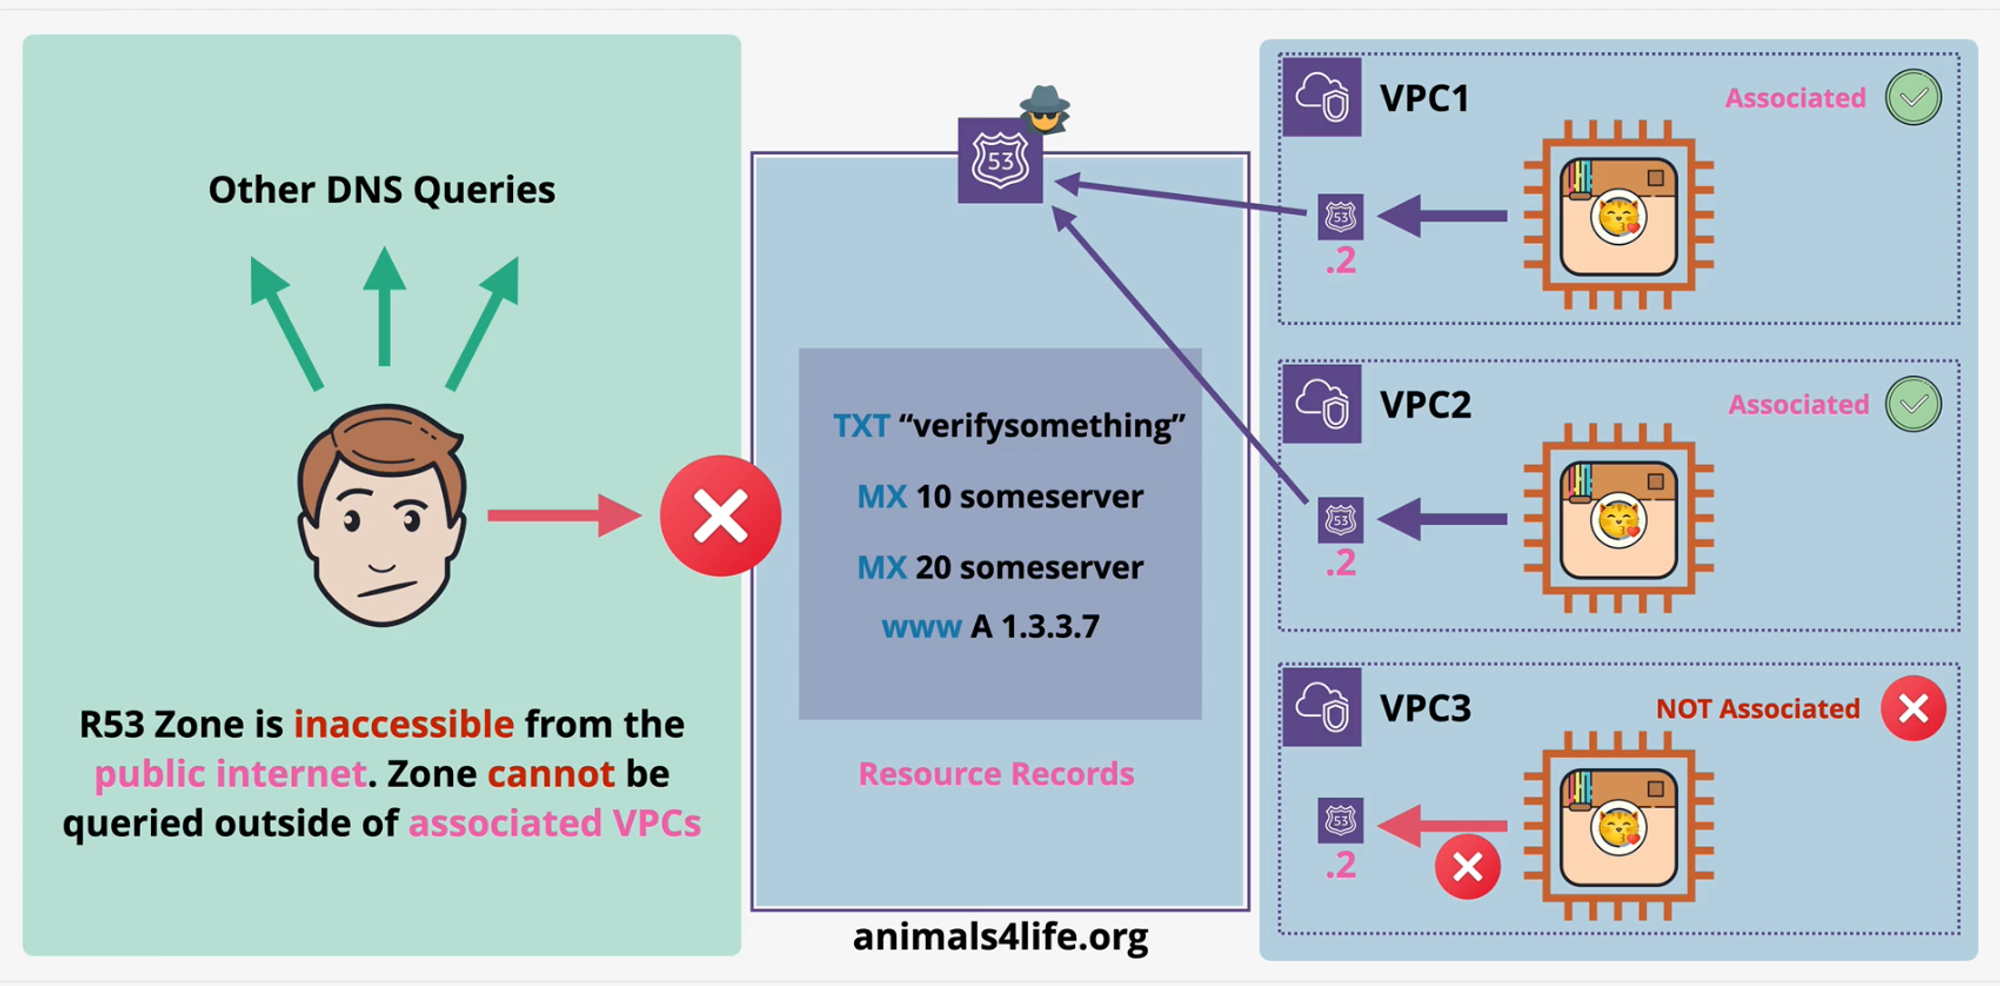 Other DNS Queries
R53 Zone is inaccessible from the
public internet. Zone cannot be
queried outside of associated VPCs
53
TXT “verifysomething”
MX 10 someserver
MX 20 someserver
www A 1.3.3.7
Resource Records
animals4life.org
VPC1
Associated
53
.2
VPC2
Associated
53
.2
VPC3
NOT Associated
53
.2